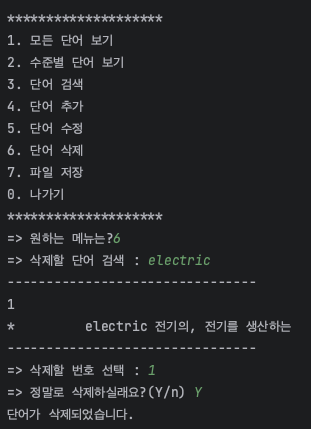 ********************
1. 모든 단어 보기
2. 수준별 단어 보기
3. 단어 검색
4. 단어 추가
5. 단어 수정
6. 단어 삭제
7. 파일 저장
0. 나가기
********************
=> 원하는 메뉴는?6
=> 삭제할 단어 검색 : electric
--------------------------------
1
*         electric 전기의, 전기를 생산하는
--------------------------------
=> 삭제할 번호 선택 : 1
=> 정말로 삭제하실래요?(Y/n) Y
단어가 삭제되었습니다.